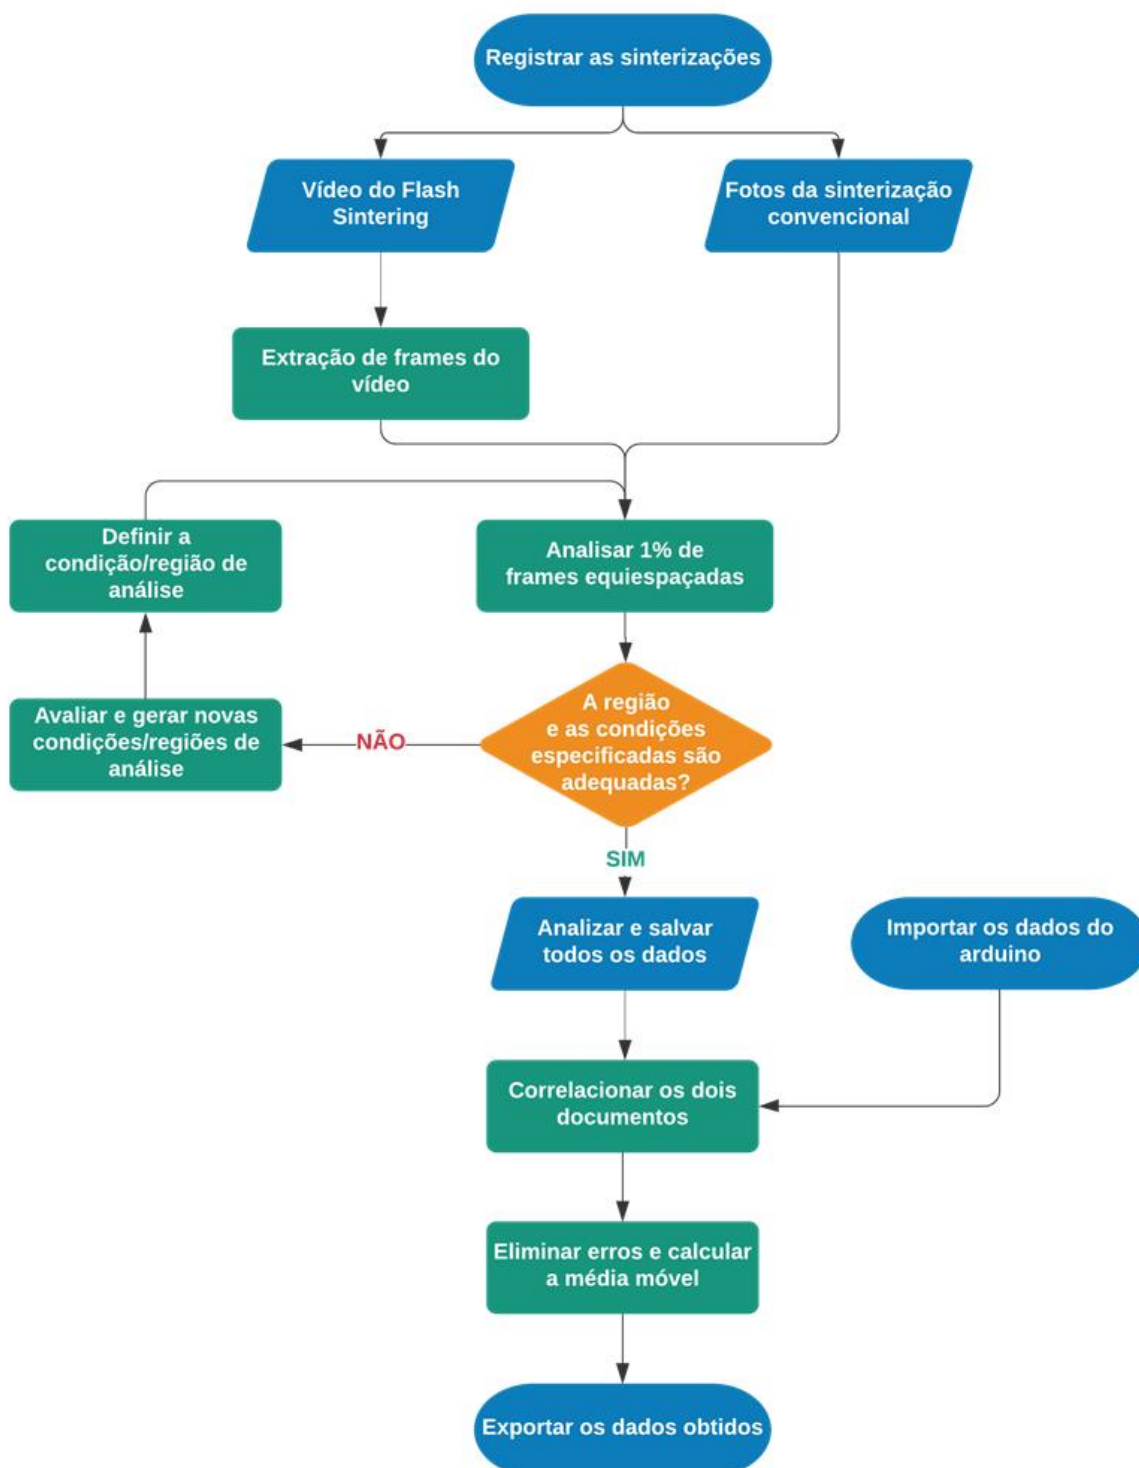 Registrar as sinterizações
Vídeo do Flash
Sintering
Fotos da sinterização
convencional
Extração de frames do
vídeo
Definir a
condição/região de
análise
Analisar 1% de
frames equiespaçadas
Avaliar e gerar novas
condições/regiões de
análise
NÃO
A região
e as condições
especificadas são
adequadas?
SIM
Analizar e salvar
todos os dados
Importar os dados do
arduino
Correlacionar os dois
documentos
Eliminar erros e calcular
a média móvel
Exportar os dados obtidos